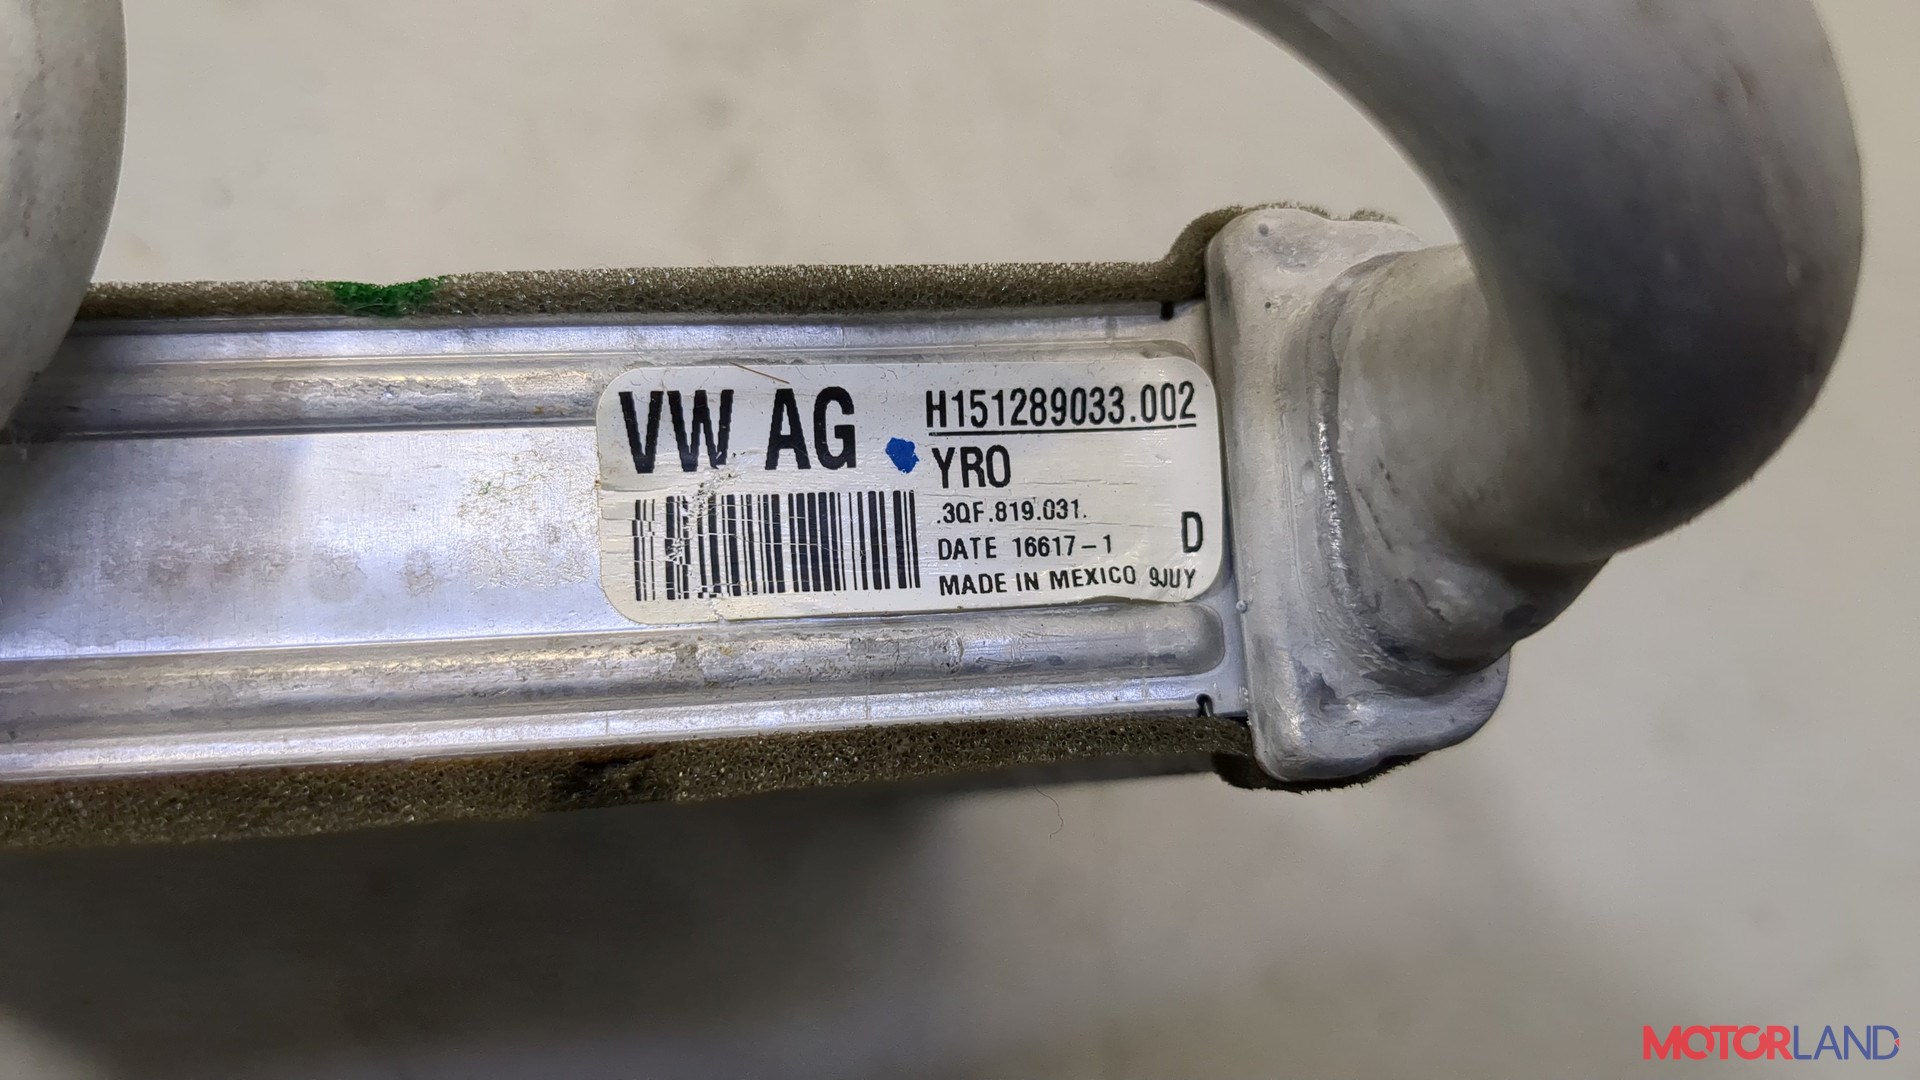 VW AG
H151289033.002
YRO
.3QF.819.031.
DATE 16617-1
D
MADE IN MEXICO 9JUY
MOTORLAND